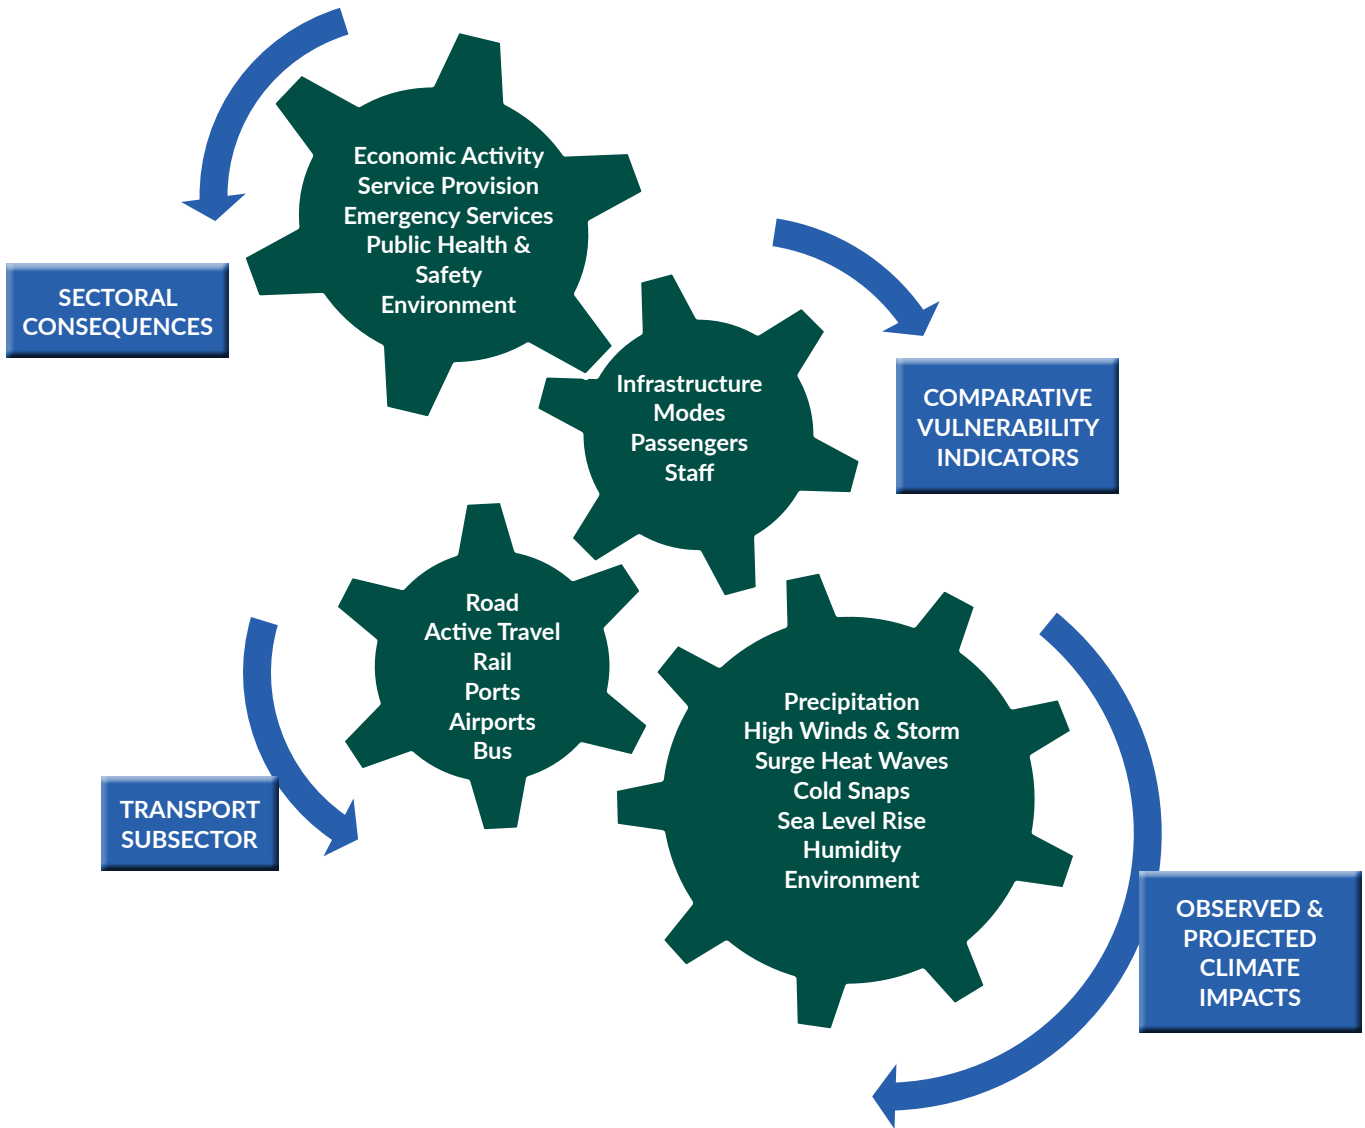 Economic Activity
Service Provision
Emergency Services
Public Health &
Safety
Environment
SECTORAL
CONSEQUENCES
Infrastructure
Modes
Passengers
Staff
COMPARATIVE
VULNERABILITY
INDICATORS
Road
Active Travel
Rail
Ports
Airports
Bus
TRANSPORT
SUBSECTOR
Precipitation
High Winds & Storm
Surge Heat Waves
Cold Snaps
Sea Level Rise
Humidity
Environment
OBSERVED &
PROJECTED
CLIMATE
IMPACTS